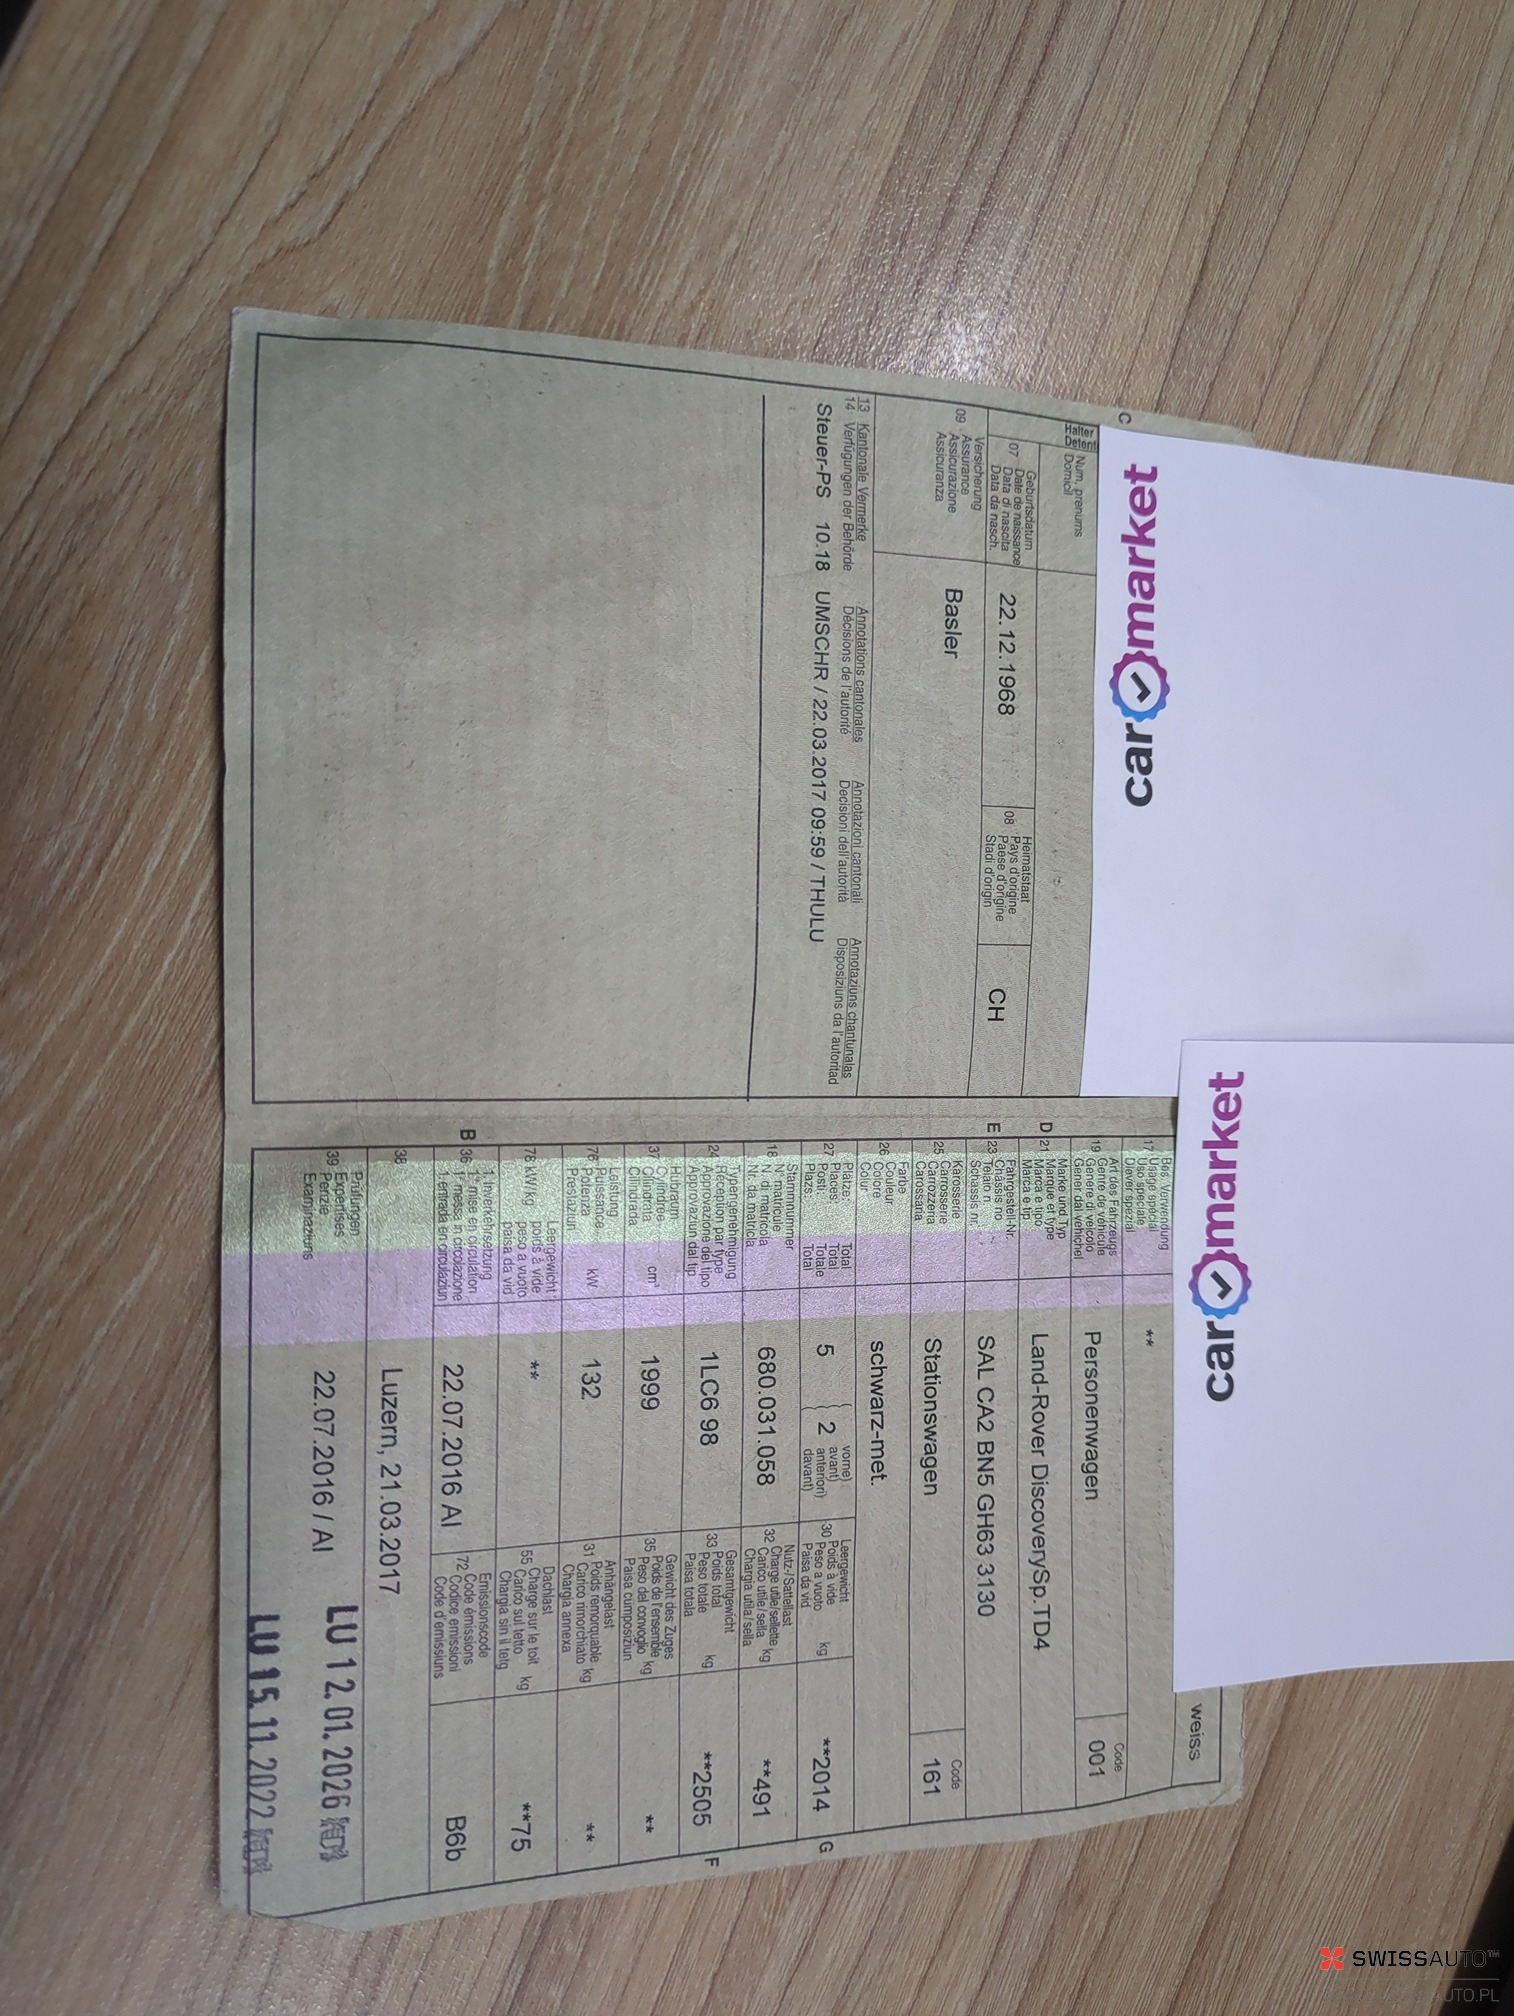 carmarket
carmarket
C
Halter
Detent
Num, prenums
Domicil
Geburtsdatum
07 Date de naissance
Data di nascita
Data da nasch.
22.12.1968
Heimatstaat
08 Pays d'origine
Paese d'origine
Stadi d'origin
CH
Versicherung
09 Assurance
Assicurazione
Assicuranza
Basler
13 Kantonale Vermerke Annotations cantonales Annotazioni cantonali Annotaziuns chantunalas
14 Verfügungen der Behörde Décisions de l'autorité Decisioni dell'autorità Disposiziuns da l'autoritad
Steuer-PS 10.18 UMSCHR / 22.03.2017 09:59 / THULU
weiss
Bes. Verwendung
17 Usage spécial
Uso speciale
Diever spezial
**
Art des Fahrzeugs
19 Genre de véhicule
Genere di veicolo
Gener dal vehichel
Personenwagen
Code
001
D 21 Marke und Typ
Marque et type
Marca e tipo
Marca e tip
Land-Rover DiscoverySp.TD4
E 23 Fahrgestell-Nr.
Châssis no
Telaio n.
Schassis nr.
SAL CA2 BN5 GH63 3130
Karosserie
25 Carrosserie
Carrozzeria
Carossaria
Stationswagen
Code
161
Farbe
26 Couleur
Colore
Colur
schwarz-met.
Plätze: Total
27 Places: Total
Posti: Totale
Plazs: Total
5
2
vorne)
avant)
anteriori)
davant)
Leergewicht
30 Poids à vide
Peso a vuoto kg
Paisa da vid
**2014
G
Stammnummer
18 N° matricule
N. di matricola
Nr. da matricla
680.031.058
Nutz-/Sattellast
32 Charge utile/sellette kg
Carico utile/sella
Chargia utila/sella
**491
Typengenehmigung
24 Réception par type
Approvazione del tipo
Approvaziun dal tip
1LC6 98
Gesamtgewicht
33 Poids total
Peso totale kg
Paisa totala
**2505
F
Hubraum
37 Cylindrée cm³
Cilindrata
Cilindrada
1999
Gewicht des Zuges
35 Poids de l'ensemble kg
Peso del convoglio
Paisa cumposiziun
**
Leistung
76 Puissance kW
Potenza
Prestaziun
132
Anhängelast
31 Poids remorquable kg
Carico rimorchiato
Chargia annexa
**
Leergewicht
78 kW/kg poids à vide
peso a vuoto
paisa da vid
**
Dachlast
55 Charge sur le toit kg
Carico sul tetto
Chargia sin il tetg
**75
B 36 1. Inverkehrsetzung
1re mise en circulation
1a messa in circolazione
1. entrada en circulaziun
22.07.2016 AI
Emissionscode
72 Code émissions
Codice emissioni
Code d'emissiuns
B6b
38
Luzern, 21.03.2017
Prüfungen
39 Expertises
Perizie
Examinaziuns
22.07.2016 / AI
LU 12.01.2026
LU 15.11.2022
SWISSAUTO™